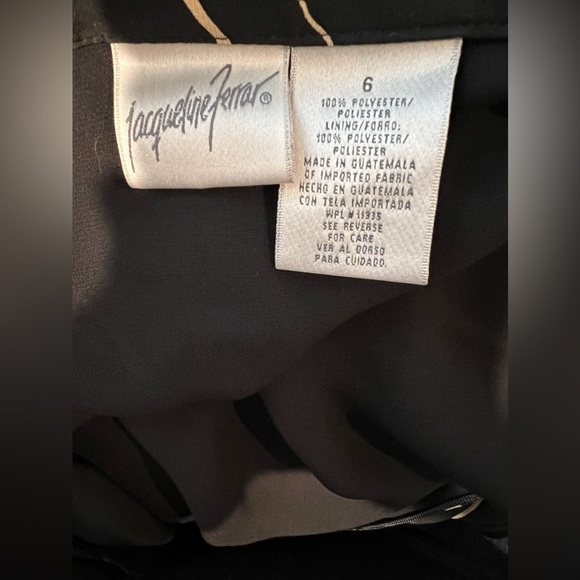 Jacqueline Ferrar®
6
100% POLYESTER/
POLIESTER
LINING/FORRO:
100% POLYESTER/
POLIESTER
MADE IN GUATEMALA
OF IMPORTED FABRIC
HECHO EN GUATEMALA
CON TELA IMPORTADA
WPL # 11935
SEE REVERSE
FOR CARE
VER AL DORSO
PARA CUIDADO.